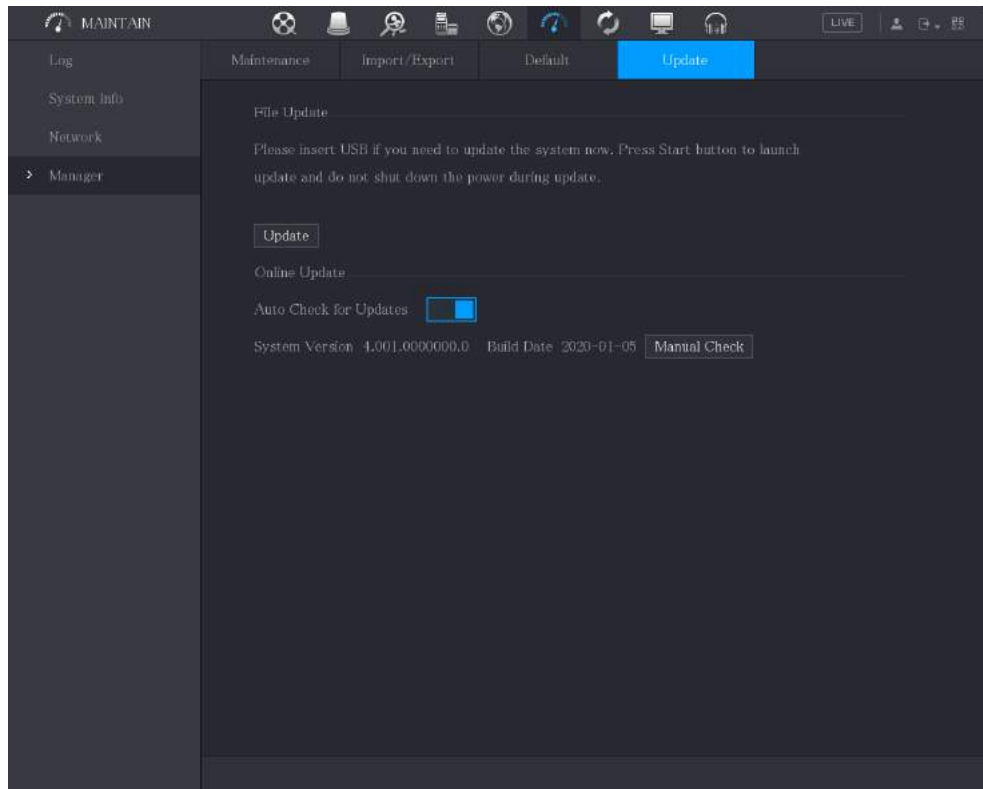 MAINTAIN
LIVE
Log
System Info
Network
Manager
Maintenance
Import/Export
Default
Update
File Update
Please insert USB if you need to update the system now. Press Start button to launch
update and do not shut down the power during update.
Update
Online Update
Auto Check for Updates
System Version 4.001.0000000.0 Build Date 2020-01-05 Manual Check